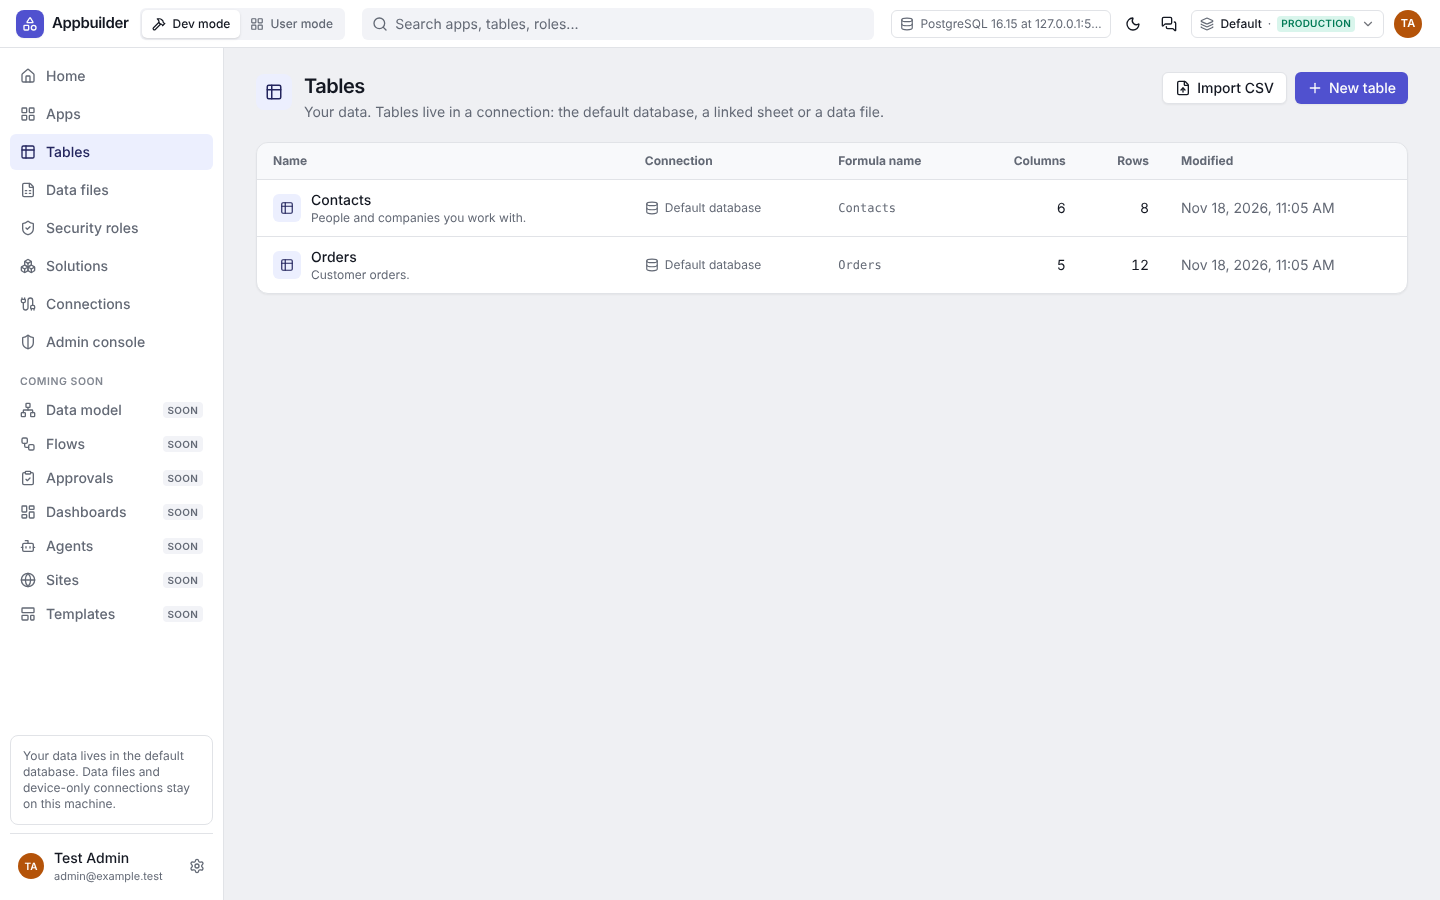 Appbuilder
Dev mode
User mode
Search apps, tables, roles...
PostgreSQL 16.15 at 127.0.0.1:5...
Default · PRODUCTION
TA
Home
Apps
Tables
Data files
Security roles
Solutions
Connections
Admin console
COMING SOON
Data model SOON
Flows SOON
Approvals SOON
Dashboards SOON
Agents SOON
Sites SOON
Templates SOON
Your data lives in the default
database. Data files and
device-only connections stay
on this machine.
TA
Test Admin
admin@example.test
Tables
Your data. Tables live in a connection: the default database, a linked sheet or a data file.
Import CSV
New table
Name Connection Formula name Columns Rows Modified
Contacts
People and companies you work with.
Default database Contacts 6 8 Nov 18, 2026, 11:05 AM
Orders
Customer orders.
Default database Orders 5 12 Nov 18, 2026, 11:05 AM